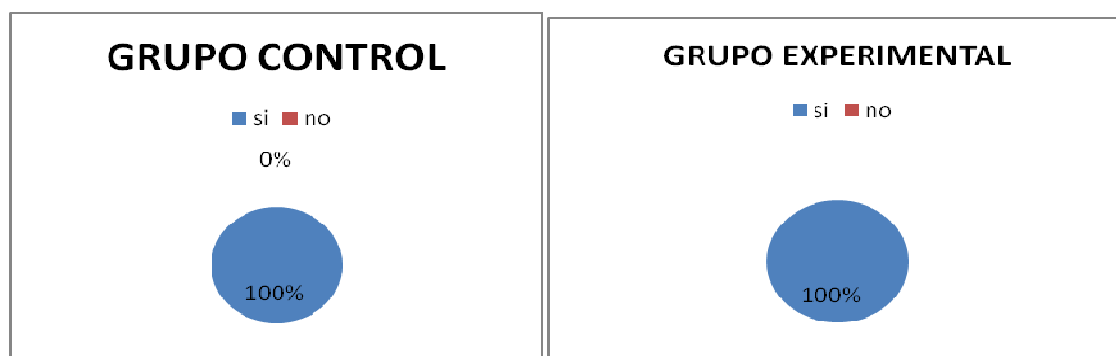 GRUPO CONTROL
si no
0%
100%
GRUPO EXPERIMENTAL
si no
100%